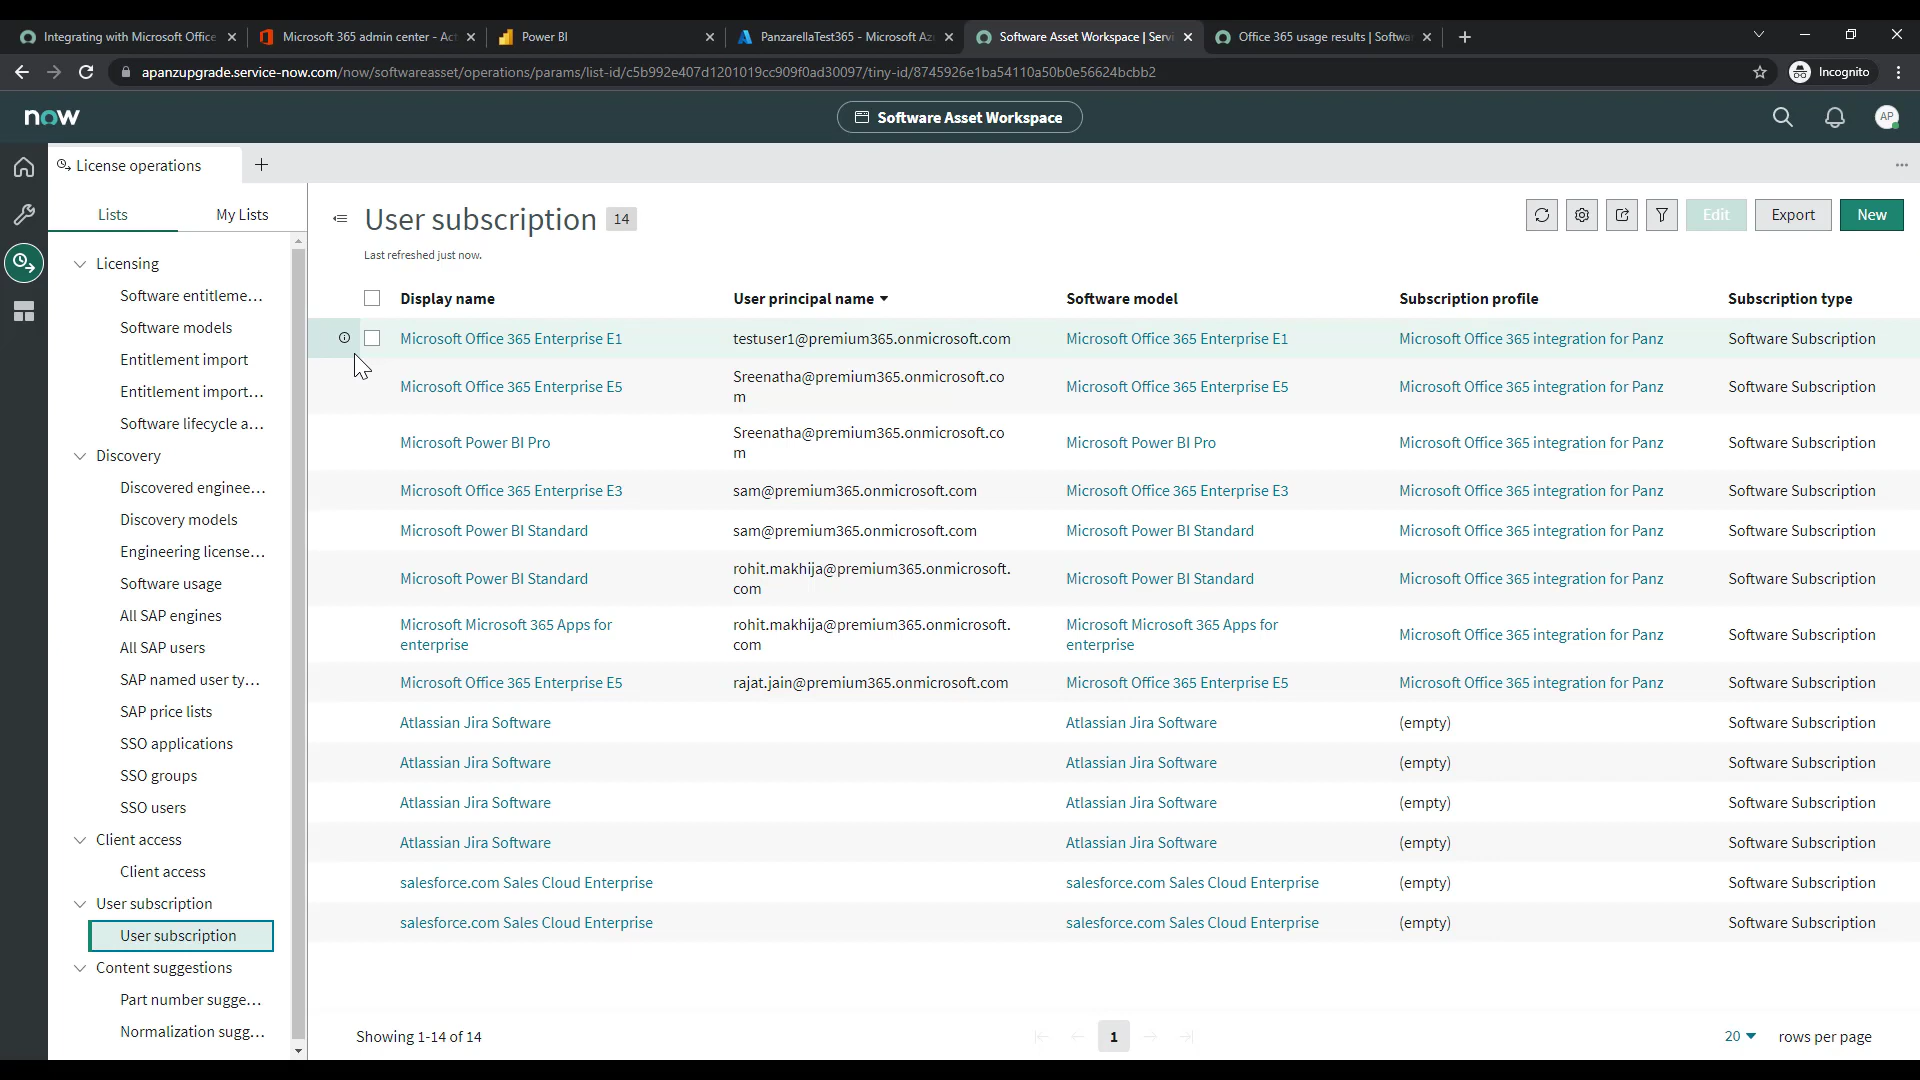 Integrating with Microsoft Office
Microsoft 365 admin center - Act
Power BI
PanzarellaTest365 - Microsoft Az
Software Asset Workspace | Servi
Office 365 usage results | Softwa
apanzupgrade.service-now.com/now/softwareasset/operations/params/list-id/c5b992e407d1201019cc909f0ad30097/tiny-id/8745926e1ba54110a50b0e56624bcbb2
Incognito
now
Software Asset Workspace
AP
License operations
Lists
My Lists
Licensing
Software entitleme...
Software models
Entitlement import
Entitlement import...
Software lifecycle a...
Discovery
Discovered enginee...
Discovery models
Engineering license...
Software usage
All SAP engines
All SAP users
SAP named user ty...
SAP price lists
SSO applications
SSO groups
SSO users
Client access
Client access
User subscription
User subscription
Content suggestions
Part number sugge...
Normalization sugg...
User subscription 14
Last refreshed just now.
Edit
Export
New
Display name
User principal name
Software model
Subscription profile
Subscription type
Microsoft Office 365 Enterprise E1
testuser1@premium365.onmicrosoft.com
Microsoft Office 365 Enterprise E1
Microsoft Office 365 integration for Panz
Software Subscription
Microsoft Office 365 Enterprise E5
Sreenatha@premium365.onmicrosoft.co
m
Microsoft Office 365 Enterprise E5
Microsoft Office 365 integration for Panz
Software Subscription
Microsoft Power BI Pro
Sreenatha@premium365.onmicrosoft.co
m
Microsoft Power BI Pro
Microsoft Office 365 integration for Panz
Software Subscription
Microsoft Office 365 Enterprise E3
sam@premium365.onmicrosoft.com
Microsoft Office 365 Enterprise E3
Microsoft Office 365 integration for Panz
Software Subscription
Microsoft Power BI Standard
sam@premium365.onmicrosoft.com
Microsoft Power BI Standard
Microsoft Office 365 integration for Panz
Software Subscription
Microsoft Power BI Standard
rohit.makhija@premium365.onmicrosoft.
com
Microsoft Power BI Standard
Microsoft Office 365 integration for Panz
Software Subscription
Microsoft Microsoft 365 Apps for
enterprise
rohit.makhija@premium365.onmicrosoft.
com
Microsoft Microsoft 365 Apps for
enterprise
Microsoft Office 365 integration for Panz
Software Subscription
Microsoft Office 365 Enterprise E5
rajat.jain@premium365.onmicrosoft.com
Microsoft Office 365 Enterprise E5
Microsoft Office 365 integration for Panz
Software Subscription
Atlassian Jira Software
Atlassian Jira Software
(empty)
Software Subscription
Atlassian Jira Software
Atlassian Jira Software
(empty)
Software Subscription
Atlassian Jira Software
Atlassian Jira Software
(empty)
Software Subscription
Atlassian Jira Software
Atlassian Jira Software
(empty)
Software Subscription
salesforce.com Sales Cloud Enterprise
salesforce.com Sales Cloud Enterprise
(empty)
Software Subscription
salesforce.com Sales Cloud Enterprise
salesforce.com Sales Cloud Enterprise
(empty)
Software Subscription
Showing 1-14 of 14
1
20
rows per page